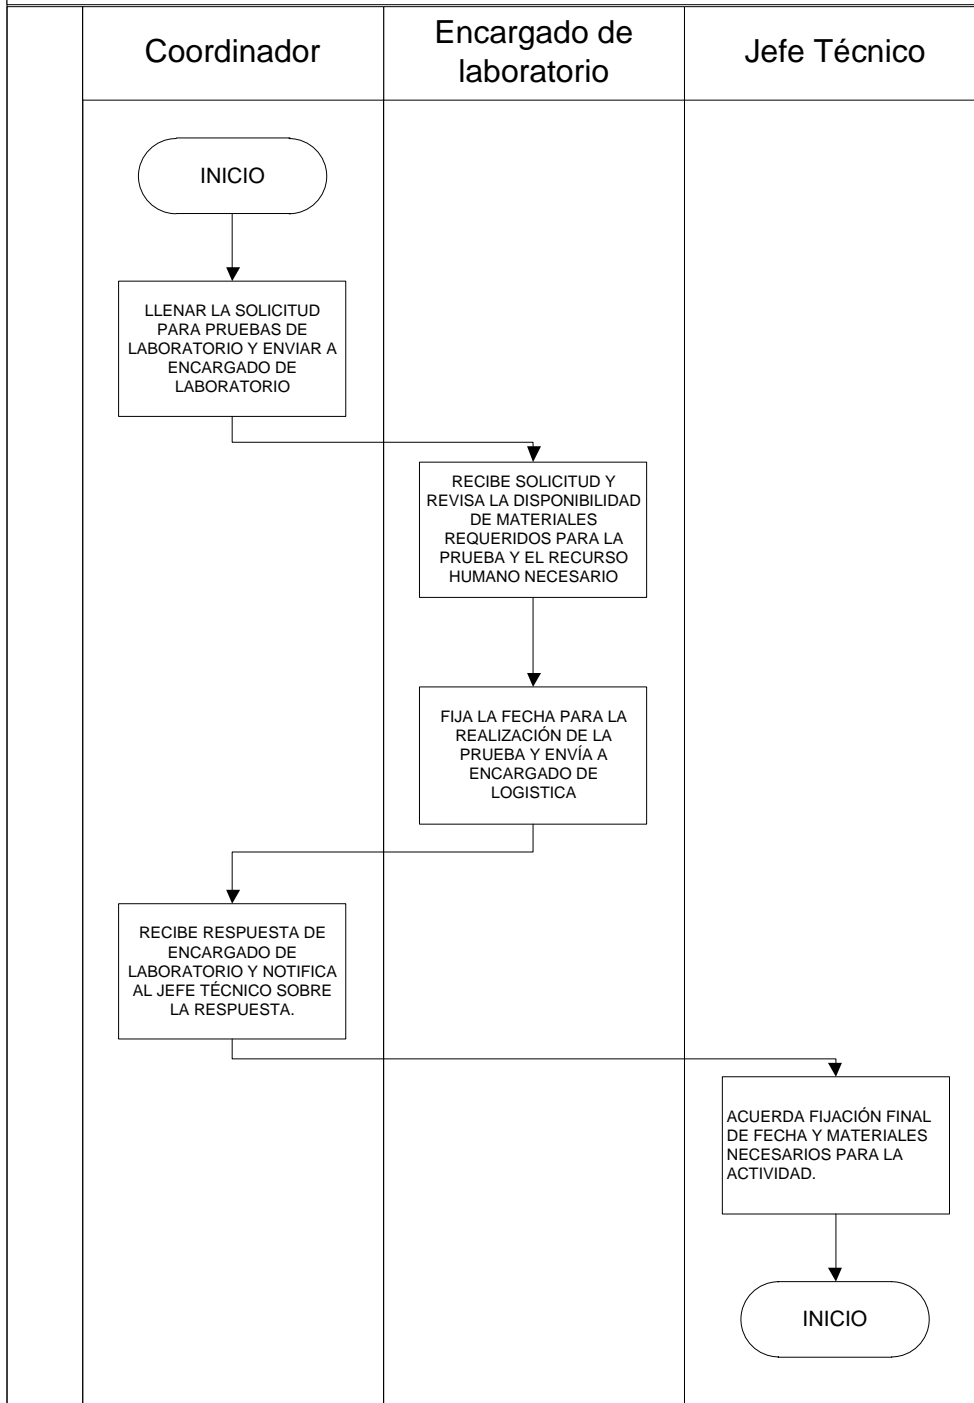 Coordinador
Encargado de
laboratorio
Jefe Técnico
INICIO
LLENAR LA SOLICITUD
PARA PRUEBAS DE
LABORATORIO Y ENVIAR A
ENCARGADO DE
LABORATORIO
RECIBE SOLICITUD Y
REVISA LA DISPONIBILIDAD
DE MATERIALES
REQUERIDOS PARA LA
PRUEBA Y EL RECURSO
HUMANO NECESARIO
FIJA LA FECHA PARA LA
REALIZACIÓN DE LA
PRUEBA Y ENVÍA A
ENCARGADO DE
LOGISTICA
RECIBE RESPUESTA DE
ENCARGADO DE
LABORATORIO Y NOTIFICA
AL JEFE TÉCNICO SOBRE
LA RESPUESTA.
ACUERDA FIJACIÓN FINAL
DE FECHA Y MATERIALES
NECESARIOS PARA LA
ACTIVIDAD.
INICIO